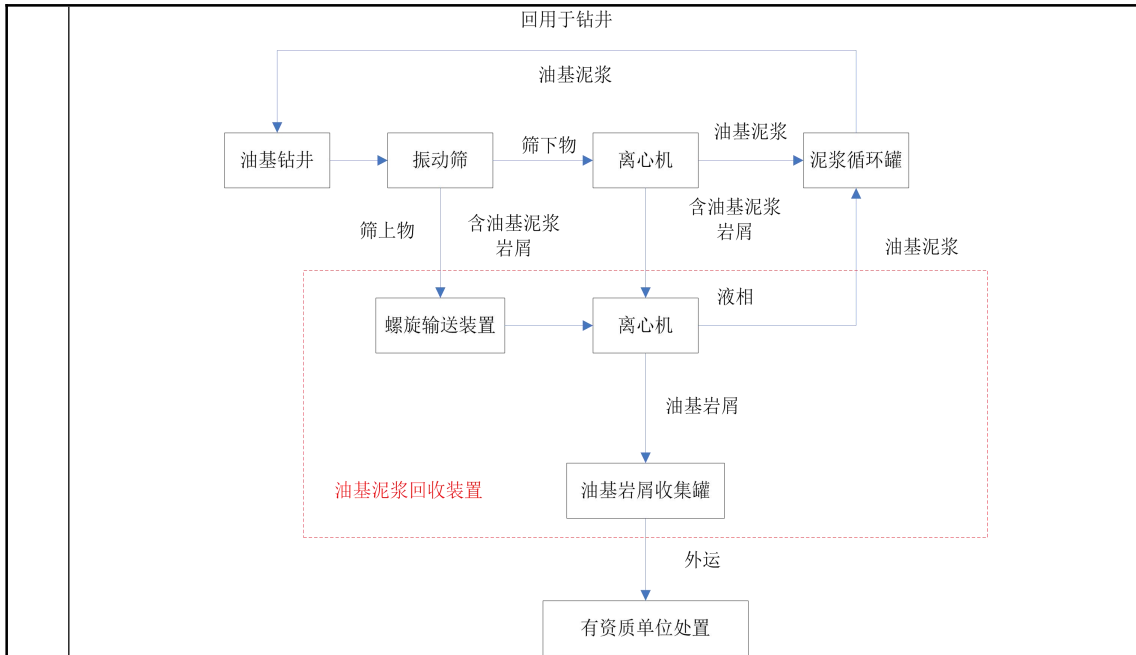 回用于钻井
油基泥浆
油基钻井
振动筛
筛下物
离心机
油基泥浆
泥浆循环罐
筛上物
含油基泥浆
岩屑
含油基泥浆
岩屑
油基泥浆
螺旋输送装置
离心机
液相
油基岩屑
油基泥浆回收装置
油基岩屑收集罐
外运
有资质单位处置